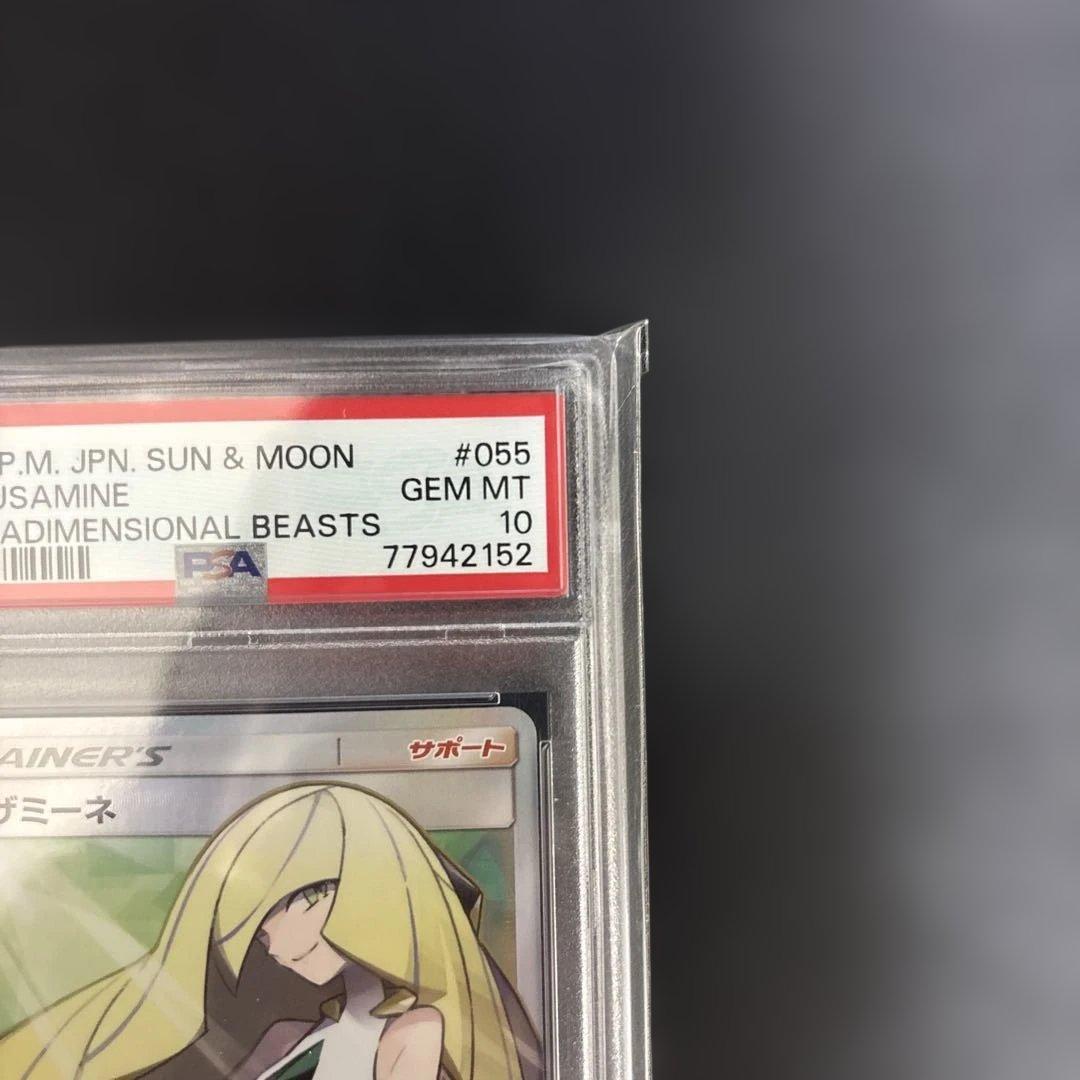 P.M. JPN. SUN & MOON #055
USAMINE GEM MT
ADIMENSIONAL BEASTS 10
PSA 77942152
AINER'S サポート
ザミーネ